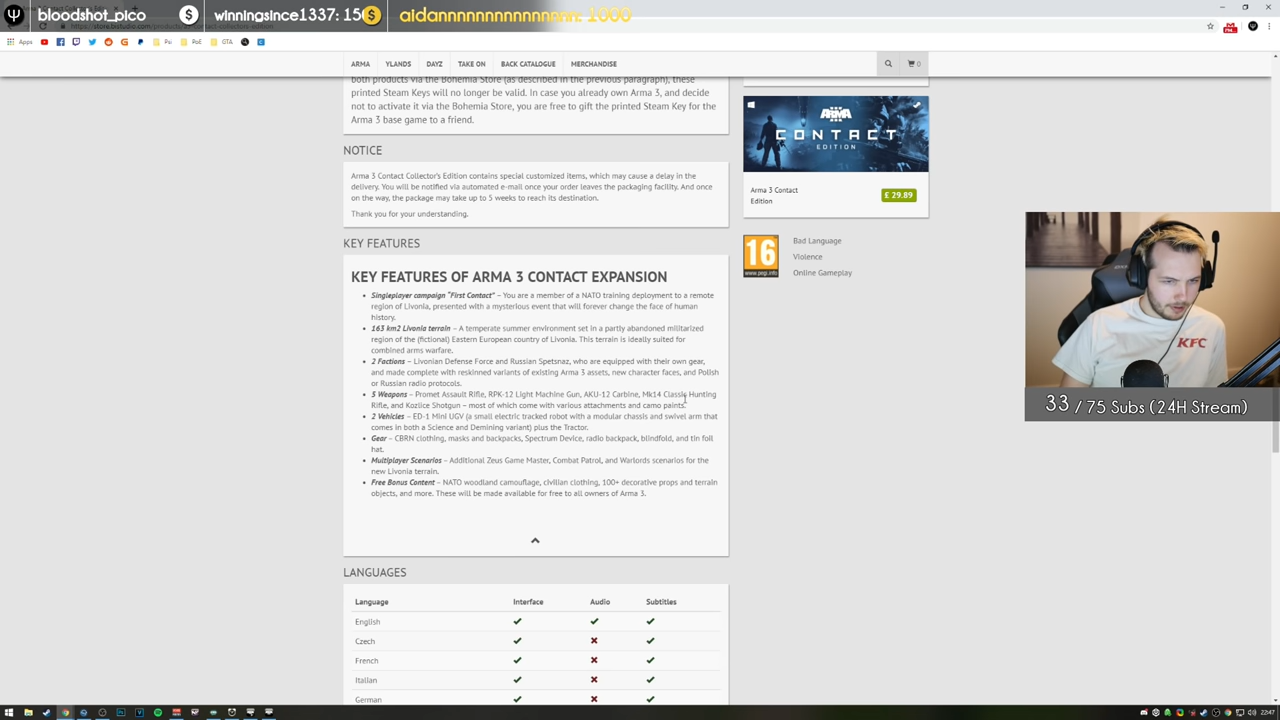 bloodshot_pico
winningsince1337: 150
aidannnnnnnnnnnnnnn: 1000
Apps
Pai
PoE
GTA
ARMA
YLANDS
DAYZ
TAKE ON
BACK CATALOGUE
MERCHANDISE
0
both products via the Bohemia Store (as described in the previous paragraph), these
printed Steam Keys will no longer be valid. In case you already own Arma 3, and decide
not to activate it via the Bohemia Store, you are free to gift the printed Steam Key for the
Arma 3 base game to a friend.
NOTICE
Arma 3 Contact Collector's Edition contains special customized items, which may cause a delay in the
delivery. You will be notified via automated e-mail once your order leaves the packaging facility. And once
on the way, the package may take up to 5 weeks to reach its destination.
Thank you for your understanding.
KEY FEATURES
KEY FEATURES OF ARMA 3 CONTACT EXPANSION
Singleplayer campaign "First Contact" – You are a member of a NATO training deployment to a remote
region of Livonia, presented with a mysterious event that will forever change the face of human
history.
163 km2 Livonia terrain – A temperate summer environment set in a partly abandoned militarized
region of the (fictional) Eastern European country of Livonia. This terrain is ideally suited for
combined arms warfare.
2 Factions – Livonian Defense Force and Russian Spetsnaz, who are equipped with their own gear,
and made complete with reskinned variants of existing Arma 3 assets, new character faces, and Polish
or Russian radio protocols.
5 Weapons – Promet Assault Rifle, RPK-12 Light Machine Gun, AKU-12 Carbine, Mk14 Classic Hunting
Rifle, and Kozlice Shotgun – most of which come with various attachments and camo paints.
2 Vehicles – ED-1 Mini UGV (a small electric tracked robot with a modular chassis and swivel arm that
comes in both a Science and Demining variant) plus the Tractor.
Gear – CBRN clothing, masks and backpacks, Spectrum Device, radio backpack, blindfold, and tin foil
hat.
Multiplayer Scenarios – Additional Zeus Game Master, Combat Patrol, and Warlords scenarios for the
new Livonia terrain.
Free Bonus Content – NATO woodland camouflage, civilian clothing, 100+ decorative props and terrain
objects, and more. These will be made available for free to all owners of Arma 3.
LANGUAGES
Language Interface Audio Subtitles
English
Czech
French
Italian
German
ARMA
III
CONTACT
EDITION
Arma 3 Contact
Edition
£ 29.89
16
www.pegi.info
Bad Language
Violence
Online Gameplay
KFC
33 / 75 Subs (24H Stream)
22:47